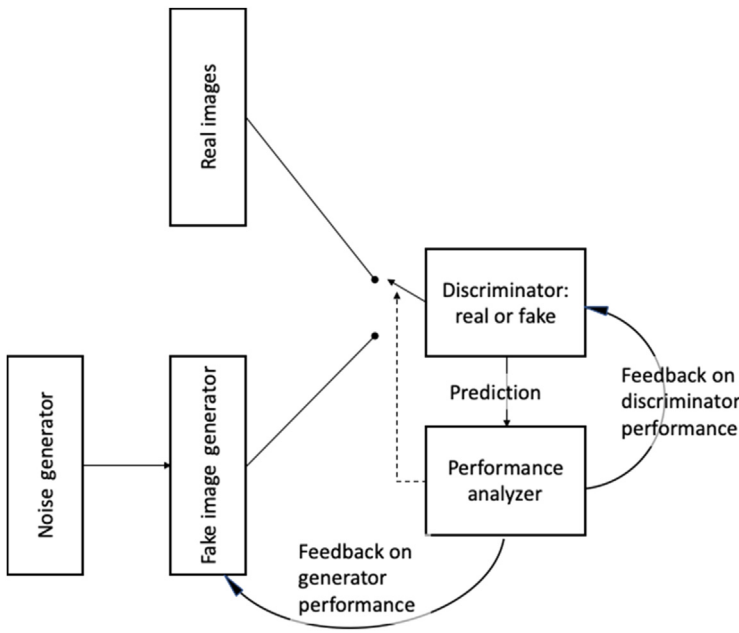 Real images
Discriminator:
real or fake
Prediction
Feedback on
discriminator
performance
Noise generator
Fake image generator
Performance
analyzer
Feedback on
generator
performance